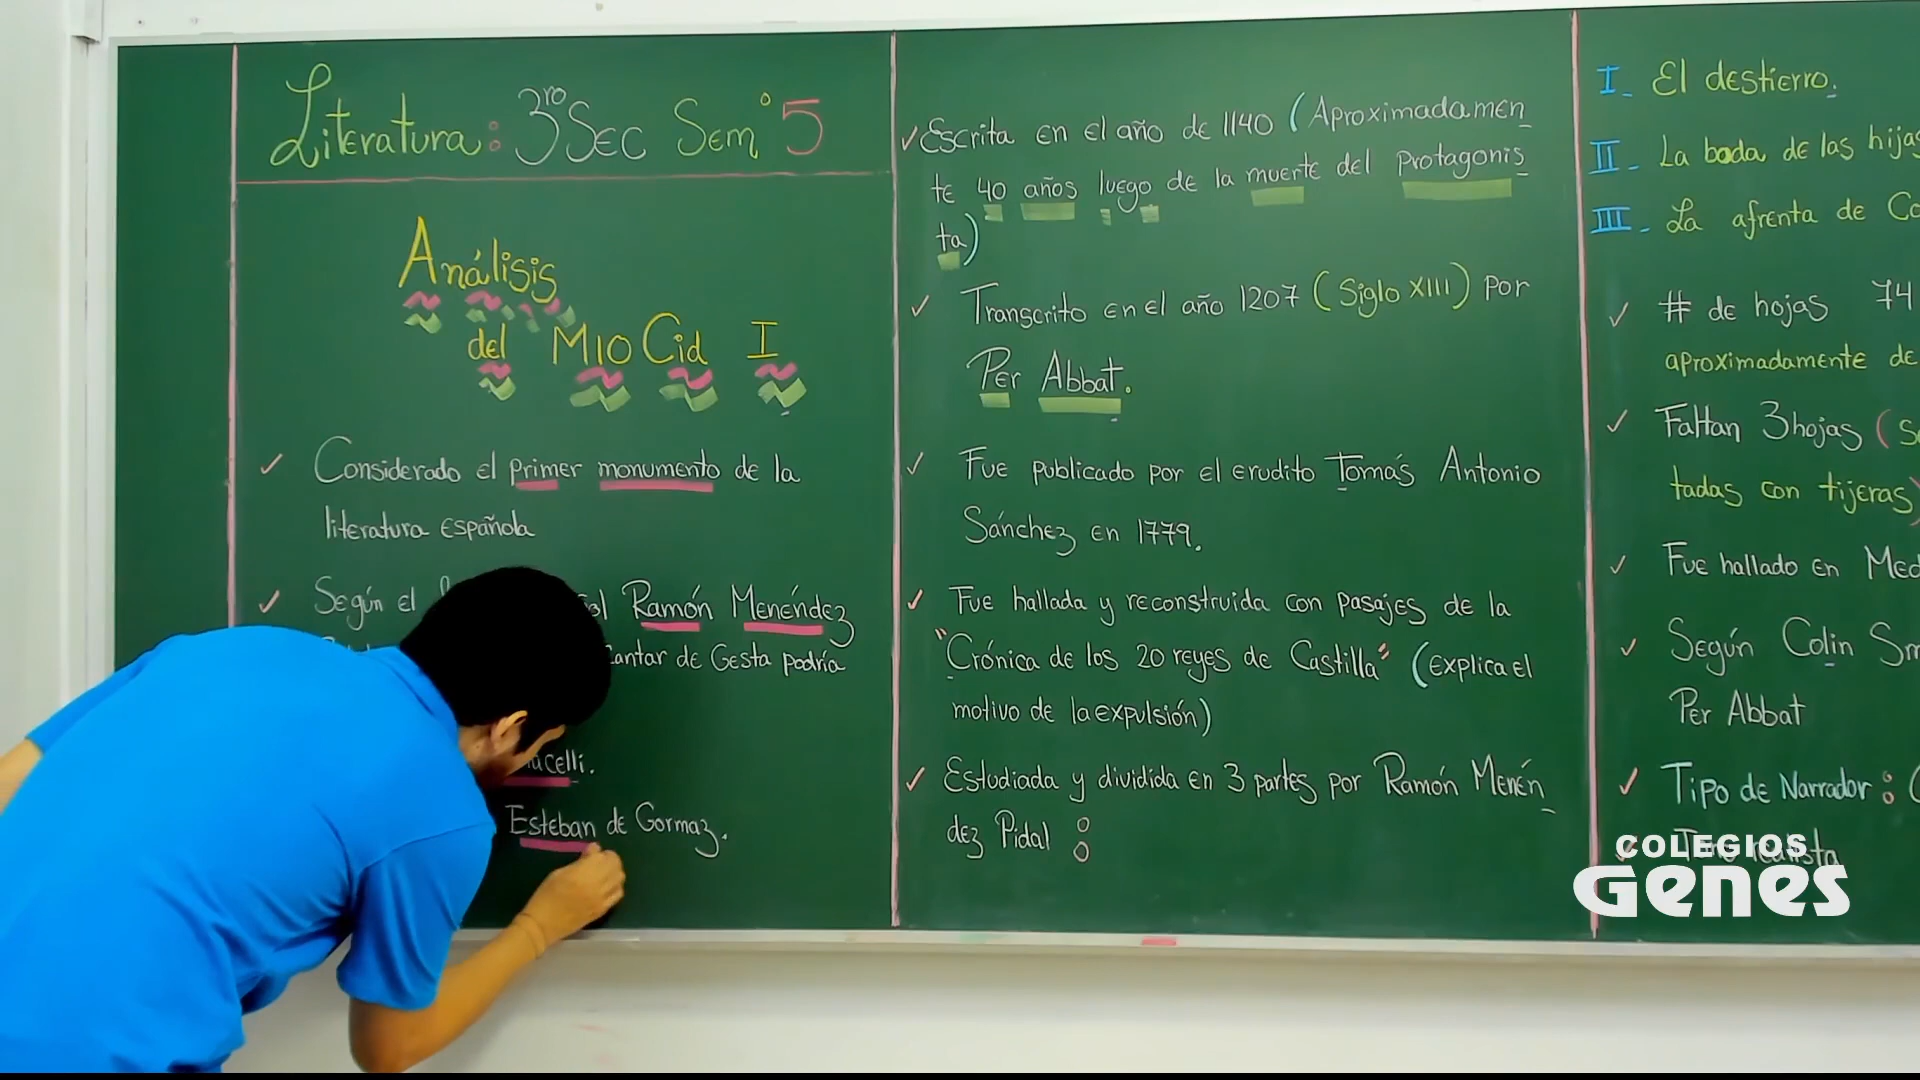 Literatura: 3ro Sec Sem° 5
Análisis
del MIO Cid I
✓ Considerado el primer monumento de la
literatura española
✓ Según el Ramón Menéndez
Cantar de Gesta podría
Esteban de Gormaz.
✓ Escrita en el año de 1140 (Aproximadamen
te 40 años luego de la muerte del protagonis
ta)
✓ Transcrito en el año 1207 (Siglo XIII) por
Per Abbat.
✓ Fue publicado por el erudito Tomás Antonio
Sánchez en 1779.
✓ Fue hallada y reconstruida con pasajes de la
"Crónica de los 20 reyes de Castilla" (explica el
motivo de la expulsión)
✓ Estudiada y dividida en 3 partes por Ramón Menén
dez Pidal :
I_ El destierro.
II_ La boda de las hijas
III_ La afrenta de
✓ # de hojas 74
aproximadamente de
✓ Faltan 3 hojas (
tadas con tijeras)
✓ Fue hallado en
✓ Según Colin
Per Abbat
✓ Tipo de Narrador:
✓ realista
COLEGIOS
GENES